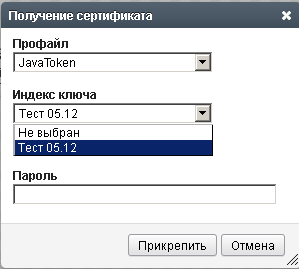 Получение сертификата
Профайл
JavaToken
Индекс ключа
Тест 05.12
Не выбран
Тест 05.12
Пароль
Прикрепить Отмена